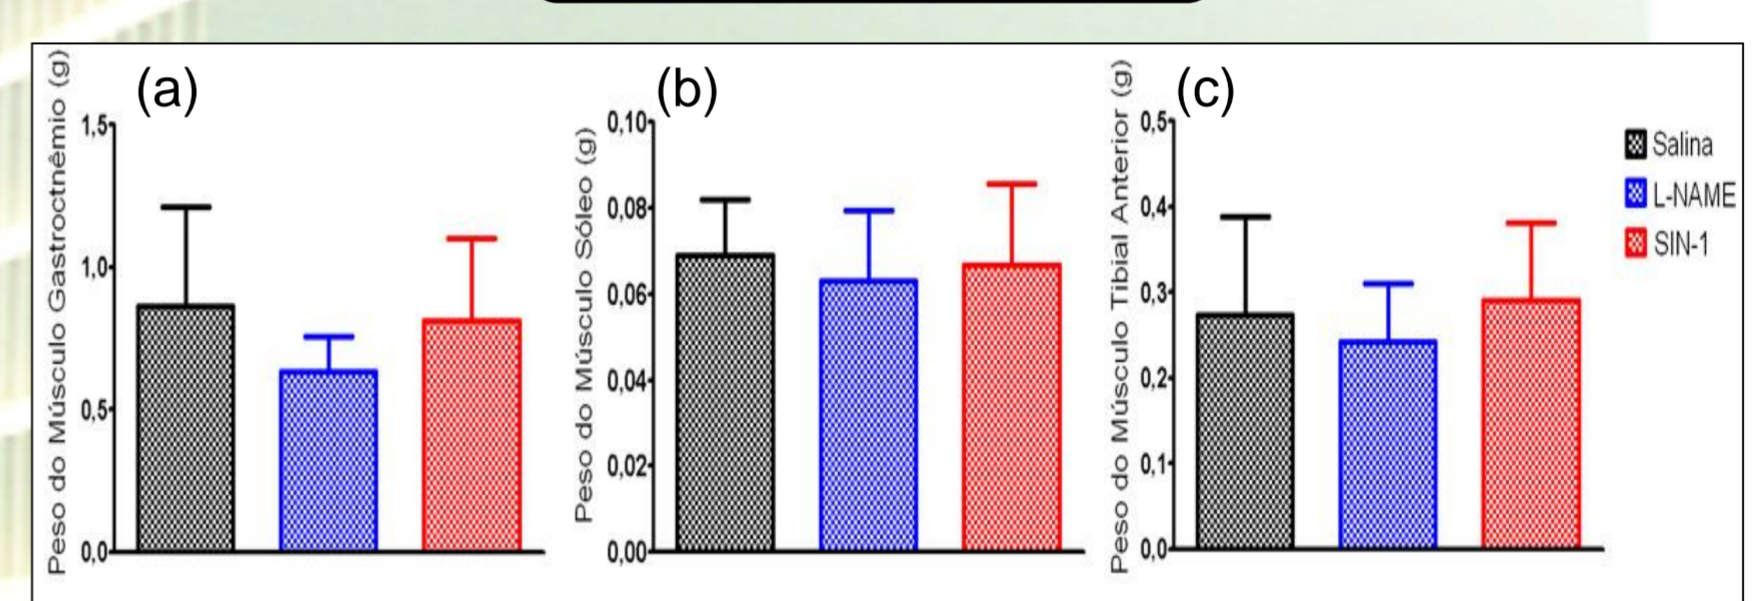 (a)
Peso do Músculo Gastroctnêmio (g)
1,5
1,0
0,5
0,0
(b)
Peso do Músculo Sóleo (g)
0,10
0,08
0,06
0,04
0,02
0,00
(c)
Peso do Músculo Tibial Anterior (g)
0,5
0,4
0,3
0,2
0,1
0,0
Salina
L-NAME
SIN-1